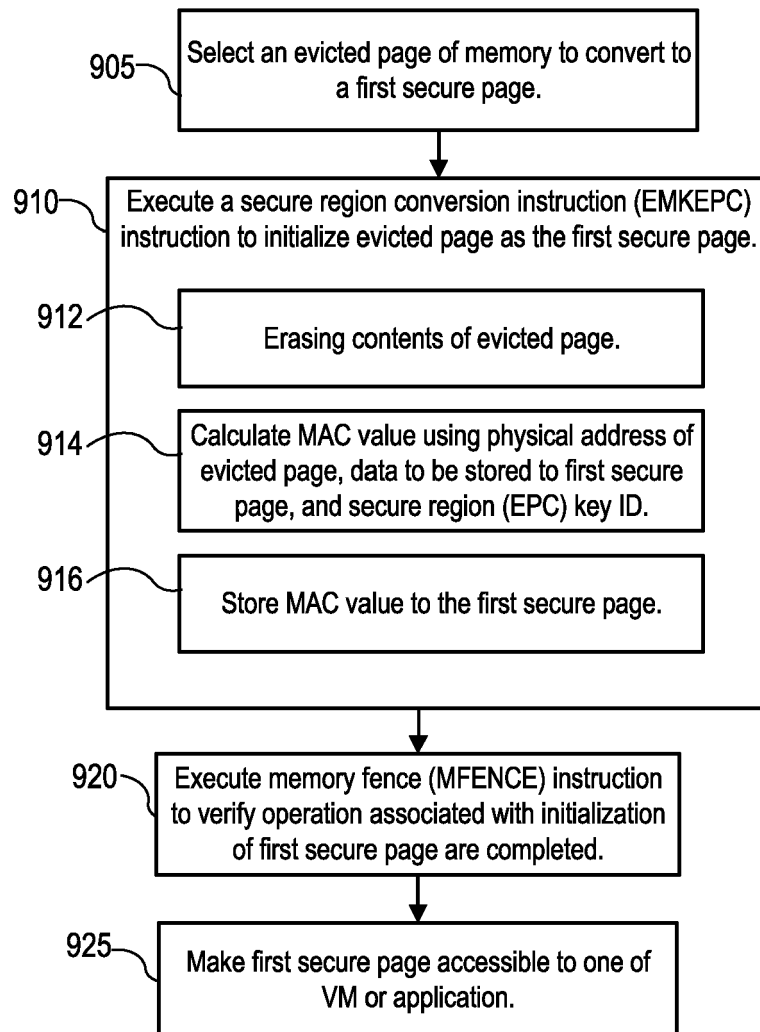 905
Select an evicted page of memory to convert to
a first secure page.
910
Execute a secure region conversion instruction (EMKEPC)
instruction to initialize evicted page as the first secure page.
912
Erasing contents of evicted page.
914
Calculate MAC value using physical address of
evicted page, data to be stored to first secure
page, and secure region (EPC) key ID.
916
Store MAC value to the first secure page.
920
Execute memory fence (MFENCE) instruction
to verify operation associated with initialization
of first secure page are completed.
925
Make first secure page accessible to one of
VM or application.